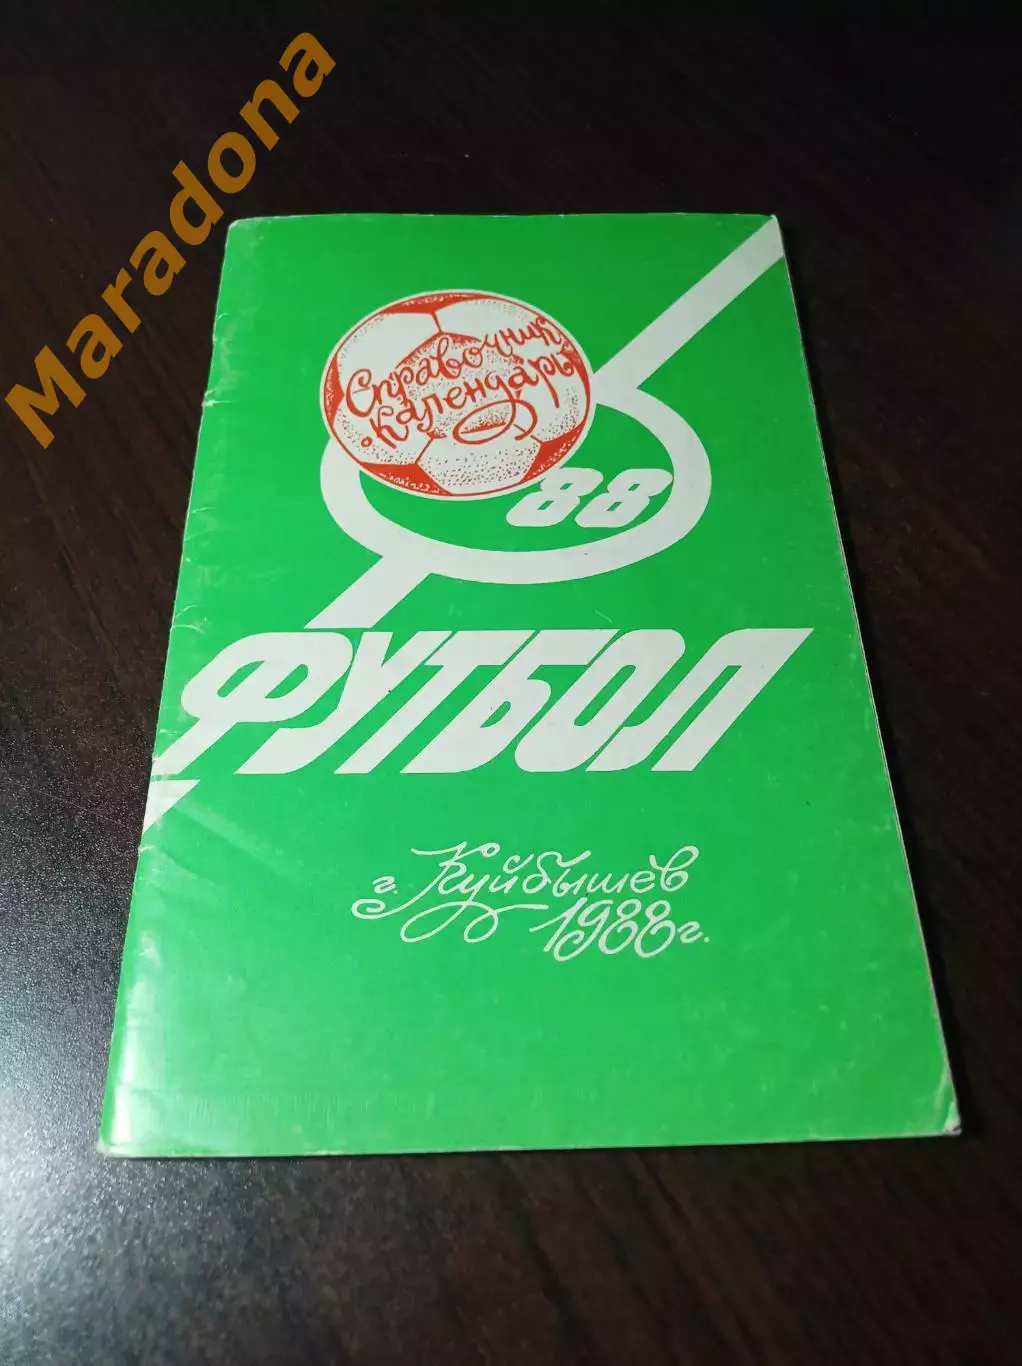 Maradona
Справочник
календарь
88
ФУТБОЛ
г. Куйбышев
1988г.